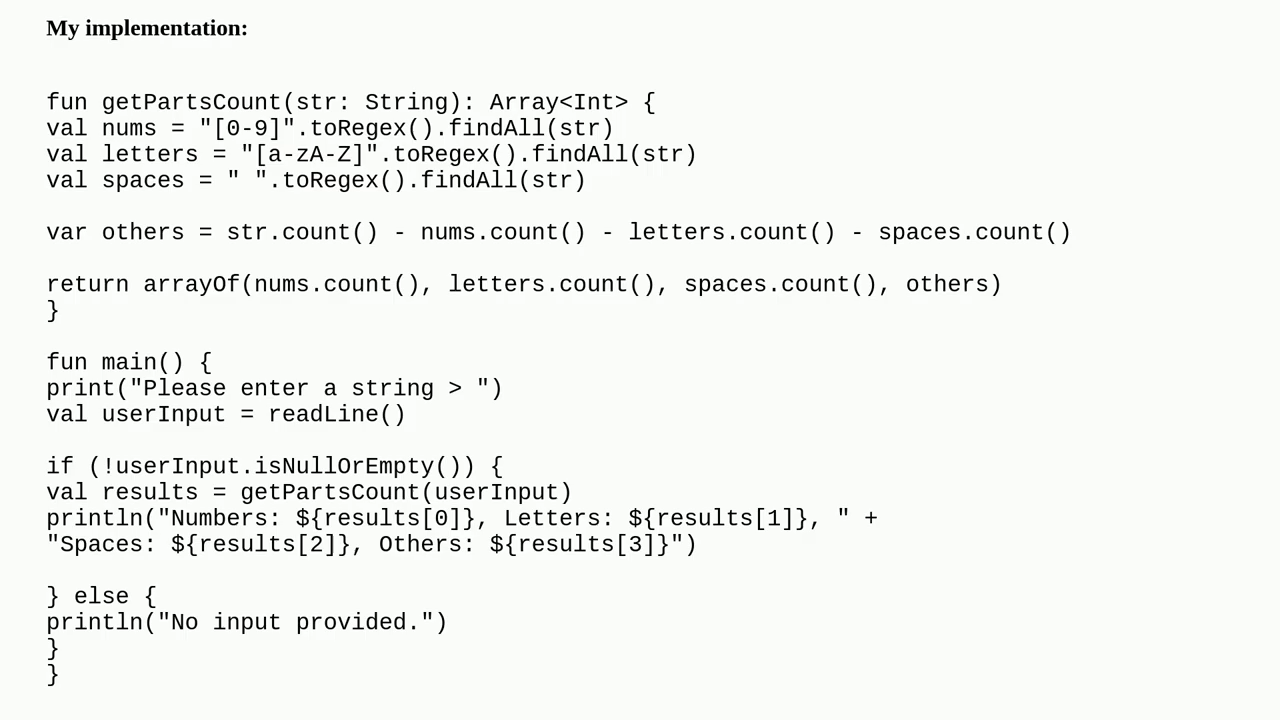 My implementation:
fun getPartsCount(str: String): Array<Int> {
val nums = "[0-9]".toRegex().findAll(str)
val letters = "[a-zA-Z]".toRegex().findAll(str)
val spaces = " ".toRegex().findAll(str)
var others = str.count() - nums.count() - letters.count() - spaces.count()
return arrayOf(nums.count(), letters.count(), spaces.count(), others)
}
fun main() {
print("Please enter a string > ")
val userInput = readLine()
if (!userInput.isNullOrEmpty()) {
val results = getPartsCount(userInput)
println("Numbers: ${results[0]}, Letters: ${results[1]}, " +
"Spaces: ${results[2]}, Others: ${results[3]}")
} else {
println("No input provided.")
}
}